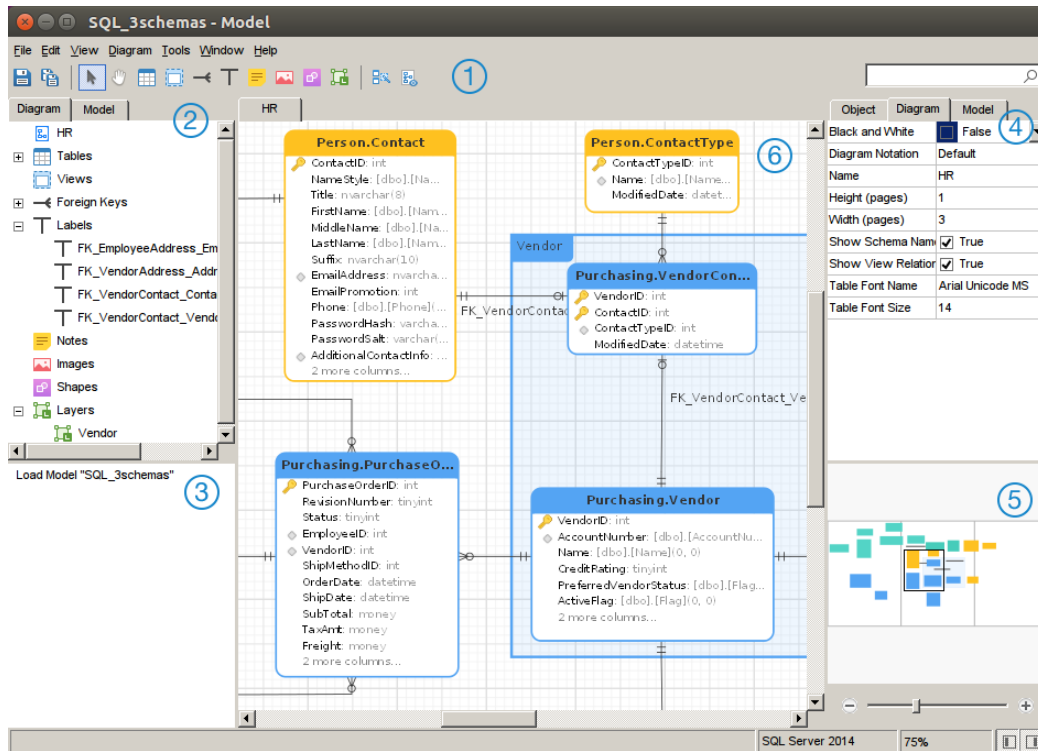 SQL_3schemas - Model
File Edit View Diagram Tools Window Help
1
Diagram Model
2
HR
Tables
Views
Foreign Keys
Labels
FK_EmployeeAddress_Em
FK_VendorAddress_Addr
FK_VendorContact_Conta
FK_VendorContact_Vendo
Notes
Images
Shapes
Layers
Vendor
Load Model "SQL_3schemas"
3
HR
Person.Contact
ContactID: int
NameStyle: [dbo].[Na...
Title: nvarchar(8)
FirstName: [dbo].[Nam...
MiddleName: [dbo].[Na...
LastName: [dbo].[Nam...
Suffix: nvarchar(10)
EmailAddress: nvarcha...
EmailPromotion: int
Phone: [dbo].[Phone](...
PasswordHash: varcha...
PasswordSalt: varchar(...
AdditionalContactInfo: ...
2 more columns...
Person.ContactType
ContactTypeID: int
Name: [dbo].[Name...
ModifiedDate: datet...
6
Vendor
Purchasing.VendorCon...
VendorID: int
ContactID: int
ContactTypeID: int
ModifiedDate: datetime
FK_VendorContac
FK_VendorContact_Ve
Purchasing.PurchaseO...
PurchaseOrderID: int
RevisionNumber: tinyint
Status: tinyint
EmployeeID: int
VendorID: int
ShipMethodID: int
OrderDate: datetime
ShipDate: datetime
SubTotal: money
TaxAmt: money
Freight: money
2 more columns...
Purchasing.Vendor
VendorID: int
AccountNumber: [dbo].[AccountNu...
Name: [dbo].[Name](0, 0)
CreditRating: tinyint
PreferredVendorStatus: [dbo].[Flag...
ActiveFlag: [dbo].[Flag](0, 0)
2 more columns...
Object Diagram Model
4
Black and White False
Diagram Notation Default
Name HR
Height (pages) 1
Width (pages) 3
Show Schema Nam True
Show View Relation True
Table Font Name Arial Unicode MS
Table Font Size 14
5
SQL Server 2014 75%